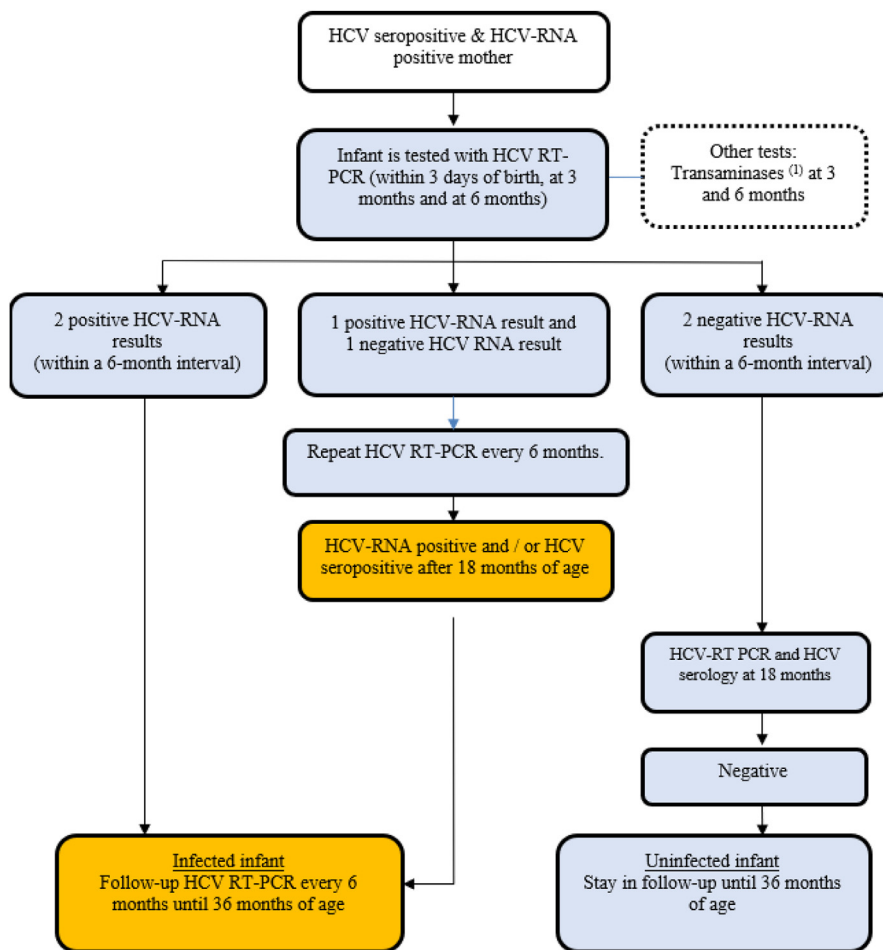 HCV seropositive & HCV-RNA
positive mother
Infant is tested with HCV RT-
PCR (within 3 days of birth, at 3
months and at 6 months)
Other tests:
Transaminases (1) at 3
and 6 months
2 positive HCV-RNA
results
(within a 6-month interval)
1 positive HCV-RNA result and
1 negative HCV RNA result
2 negative HCV-RNA
results
(within a 6-month interval)
Repeat HCV RT-PCR every 6 months.
HCV-RNA positive and / or HCV
seropositive after 18 months of age
HCV-RT PCR and HCV
serology at 18 months
Negative
Infected infant
Follow-up HCV RT-PCR every 6
months until 36 months of age
Uninfected infant
Stay in follow-up until 36 months
of age